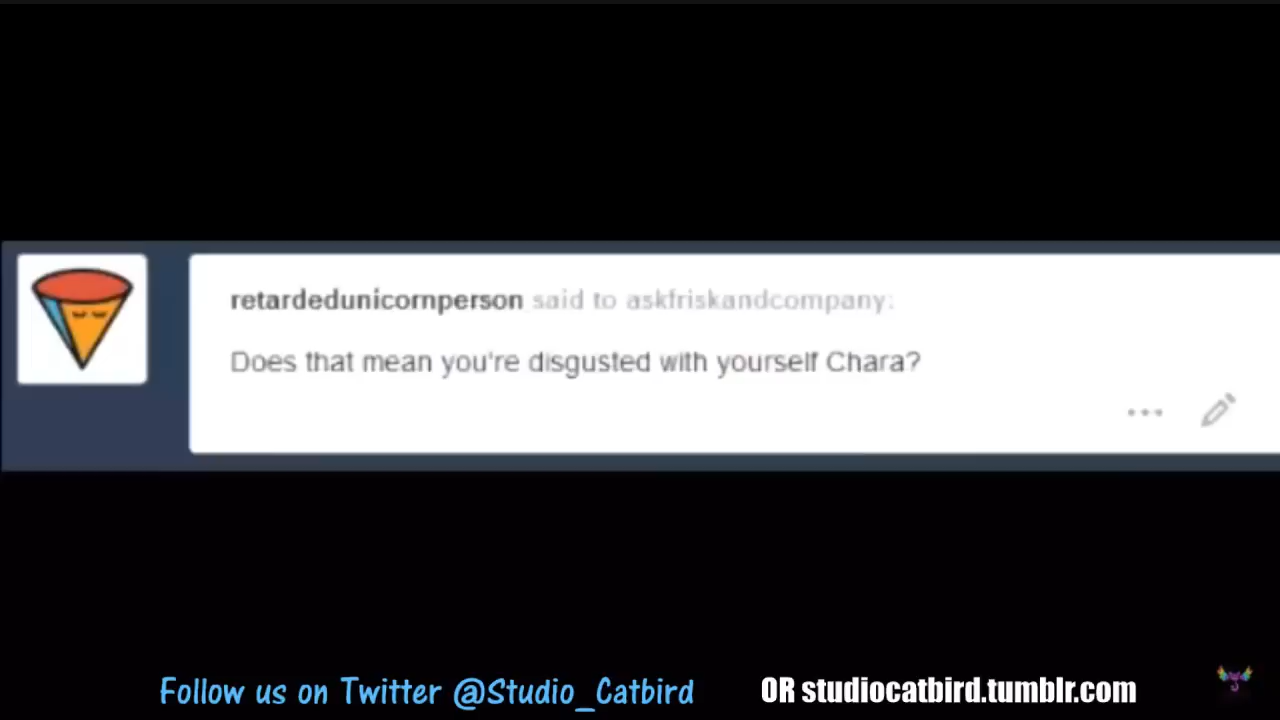 retardedunicornperson said to askfriskandcompany:
Does that mean you're disgusted with yourself Chara?
Follow us on Twitter @Studio_Catbird OR studiocatbird.tumblr.com